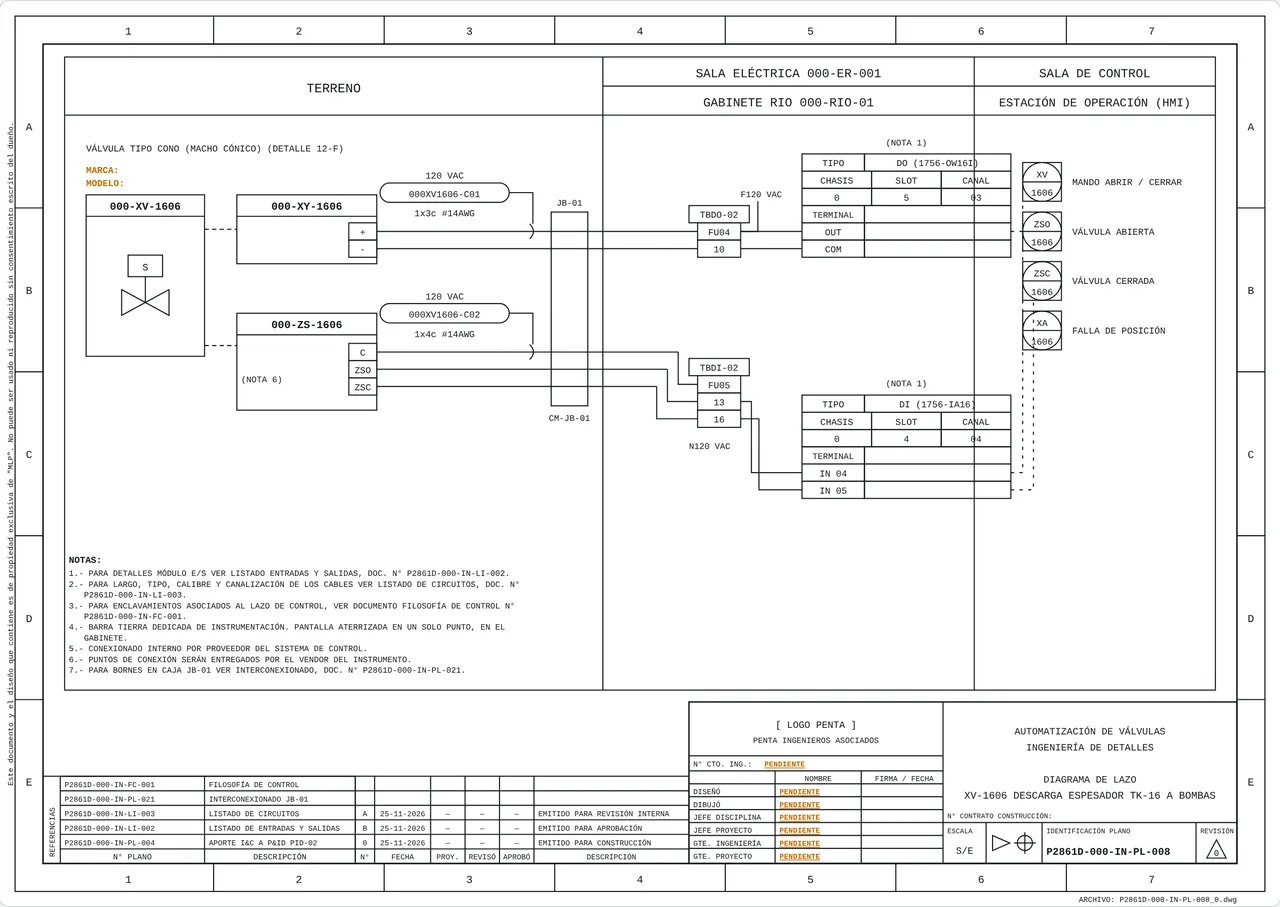 1 2 3 4 5 6 7
TERRENO
SALA ELÉCTRICA 000-ER-001
SALA DE CONTROL
GABINETE RIO 000-RIO-01
ESTACIÓN DE OPERACIÓN (HMI)
A
A
B
B
C
C
D
D
E
E
Este documento y el diseño que contiene es de propiedad exclusiva de "MLP". No puede ser usado ni reproducido sin consentimiento escrito del dueño.
VÁLVULA TIPO CONO (MACHO CÓNICO) (DETALLE 12-F)
MARCA:
MODELO:
000-XV-1606
S
000-XY-1606
+
-
120 VAC
000XV1606-C01
1x3c #14AWG
000-ZS-1606
C
ZSO
ZSC
(NOTA 6)
120 VAC
000XV1606-C02
1x4c #14AWG
JB-01
CM-JB-01
F120 VAC
TBDO-02
FU04
10
TBDI-02
FU05
13
16
N120 VAC
(NOTA 1)
TIPO DO (1756-OW16I)
CHASIS SLOT CANAL
0 5 03
TERMINAL
OUT
COM
(NOTA 1)
TIPO DI (1756-IA16)
CHASIS SLOT CANAL
0 4 04
TERMINAL
IN 04
IN 05
XV
1606
MANDO ABRIR / CERRAR
ZSO
1606
VÁLVULA ABIERTA
ZSC
1606
VÁLVULA CERRADA
XA
1606
FALLA DE POSICIÓN
NOTAS:
1.- PARA DETALLES MÓDULO E/S VER LISTADO ENTRADAS Y SALIDAS, DOC. N° P2861D-000-IN-LI-002.
2.- PARA LARGO, TIPO, CALIBRE Y CANALIZACIÓN DE LOS CABLES VER LISTADO DE CIRCUITOS, DOC. N°
P2861D-000-IN-LI-003.
3.- PARA ENCLAVAMIENTOS ASOCIADOS AL LAZO DE CONTROL, VER DOCUMENTO FILOSOFÍA DE CONTROL N°
P2861D-000-IN-FC-001.
4.- BARRA TIERRA DEDICADA DE INSTRUMENTACIÓN. PANTALLA ATERRIZADA EN UN SOLO PUNTO, EN EL
GABINETE.
5.- CONEXIONADO INTERNO POR PROVEEDOR DEL SISTEMA DE CONTROL.
6.- PUNTOS DE CONEXIÓN SERÁN ENTREGADOS POR EL VENDOR DEL INSTRUMENTO.
7.- PARA BORNES EN CAJA JB-01 VER INTERCONEXIONADO, DOC. N° P2861D-000-IN-PL-021.
REFERENCIAS
P2861D-000-IN-FC-001 FILOSOFÍA DE CONTROL
P2861D-000-IN-PL-021 INTERCONEXIONADO JB-01
P2861D-000-IN-LI-003 LISTADO DE CIRCUITOS A 25-11-2026 — — — EMITIDO PARA REVISIÓN INTERNA
P2861D-000-IN-LI-002 LISTADO DE ENTRADAS Y SALIDAS B 25-11-2026 — — — EMITIDO PARA APROBACIÓN
P2861D-000-IN-PL-004 APORTE I&C A P&ID PID-02 0 25-11-2026 — — — EMITIDO PARA CONSTRUCCIÓN
N° PLANO DESCRIPCIÓN N° FECHA PROY. REVISÓ APROBÓ DESCRIPCIÓN
[ LOGO PENTA ]
PENTA INGENIEROS ASOCIADOS
N° CTO. ING.: PENDIENTE
NOMBRE FIRMA / FECHA
DISEÑÓ PENDIENTE
DIBUJÓ PENDIENTE
JEFE DISCIPLINA PENDIENTE
JEFE PROYECTO PENDIENTE
GTE. INGENIERÍA PENDIENTE
GTE. PROYECTO PENDIENTE
AUTOMATIZACIÓN DE VÁLVULAS
INGENIERÍA DE DETALLES
DIAGRAMA DE LAZO
XV-1606 DESCARGA ESPESADOR TK-16 A BOMBAS
N° CONTRATO CONSTRUCCIÓN:
ESCALA
S/E
IDENTIFICACIÓN PLANO
P2861D-000-IN-PL-008
REVISIÓN
0
1 2 3 4 5 6 7
ARCHIVO: P2861D-000-IN-PL-008_0.dwg